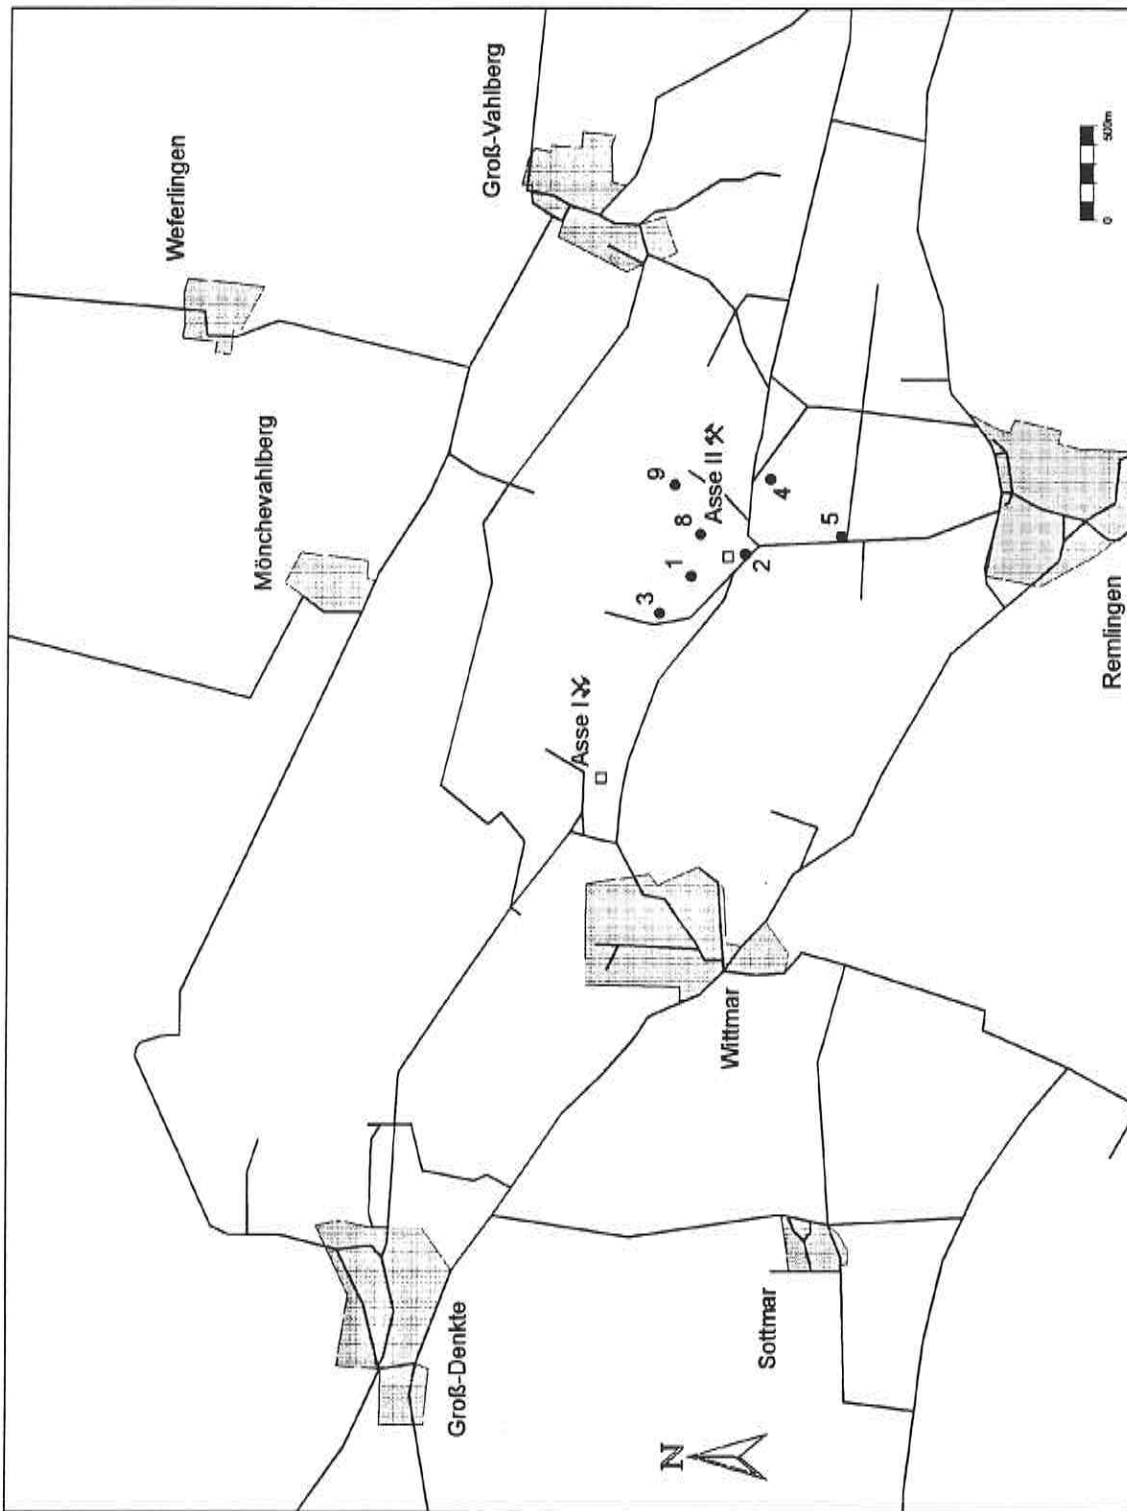 Weferlingen
Groß-Vahlberg
Mönchevahlberg
Asse I
Asse II
9
8
1
3
2
4
5
Groß-Denkte
Wittmar
Sottmar
Remlingen
N
0 500m